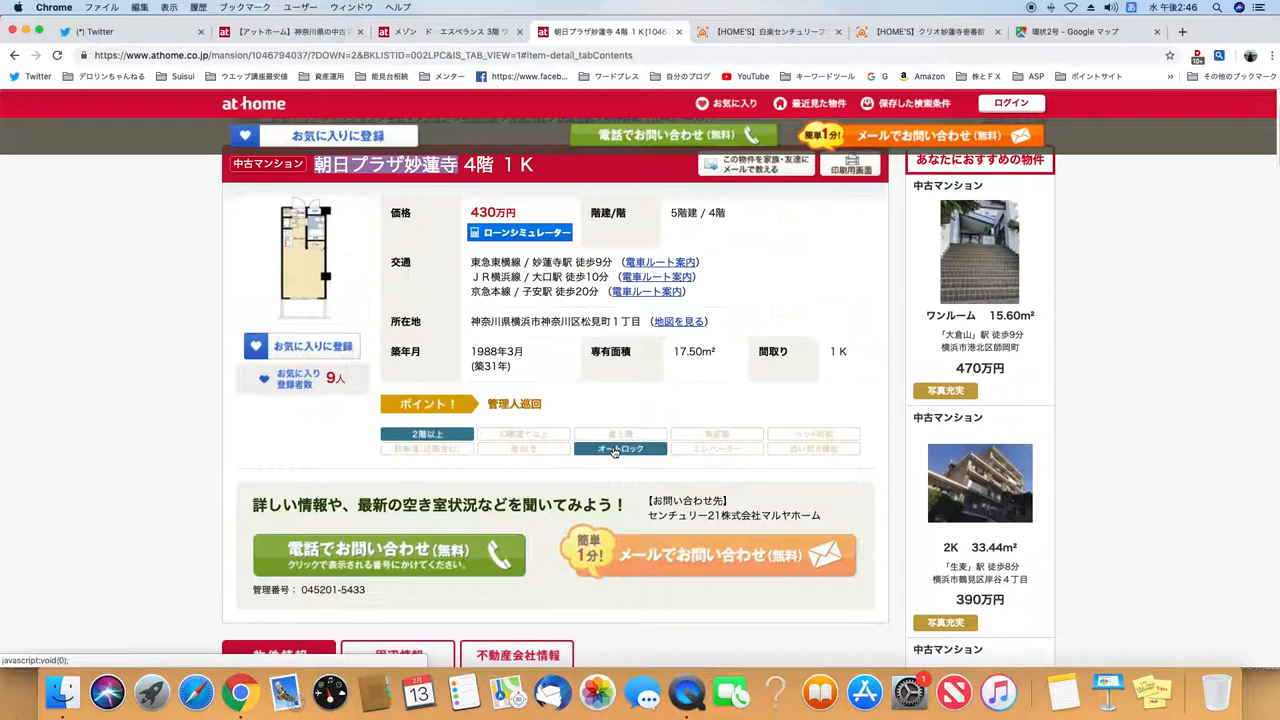 Chrome ファイル 編集 表示 履歴 ブックマーク ユーザー ウィンドウ ヘルプ
水 午後2:46
(*) Twitter
【アットホーム】神奈川県の中古
メゾン ド エスペランス 3階 ワ
朝日プラザ妙蓮寺 4階 1K[1046
【HOME'S】白楽センチュリーフ
【HOME'S】クリオ妙蓮寺壱番館
環状2号 - Google マップ
https://www.athome.co.jp/mansion/1046794037/?DOWN=2&BKLISTID=002LPC&IS_TAB_VIEW=1#item-detail_tabContents
Twitter デロリンちゃんねる Suisui ウエップ講座最安値 資産運用 能見台相続 メンター https://www.faceb... ワードプレス 自分のブログ YouTube キーワードツール G Amazon 株とFX ASP ポイントサイト » その他のブックマーク
at home
お気に入り 最近見た物件 保存した検索条件 ログイン
お気に入りに登録
電話でお問い合わせ(無料)
簡単1分! メールでお問い合わせ(無料)
中古マンション 朝日プラザ妙蓮寺 4階 1K
この物件を家族・友達に
メールで教える
印刷用画面
価格 430万円 階建/階 5階建 / 4階
ローンシミュレーター
交通 東急東横線 / 妙蓮寺駅 徒歩9分 (電車ルート案内)
JR横浜線 / 大口駅 徒歩10分 (電車ルート案内)
京急本線 / 子安駅 徒歩20分 (電車ルート案内)
所在地 神奈川県横浜市神奈川区松見町1丁目 (地図を見る)
築年月 1988年3月 専有面積 17.50m² 間取り 1K
(築31年)
お気に入りに登録
お気に入り
登録者数 9人
ポイント! 管理人巡回
2階以上
オートロック
エレベーター
詳しい情報や、最新の空き室状況などを聞いてみよう!
【お問い合わせ先】
センチュリー21株式会社マルヤホーム
電話でお問い合わせ(無料)
クリックで表示される番号にかけてください。
簡単
1分! メールでお問い合わせ(無料)
管理番号: 045201-5433
不動産会社情報
あなたにおすすめの物件
中古マンション
ワンルーム 15.60m²
「大倉山」駅 徒歩9分
横浜市港北区師岡町
470万円
写真充実
中古マンション
2K 33.44m²
「生麦」駅 徒歩8分
横浜市鶴見区岸谷4丁目
390万円
写真充実
中古マンション
javascript:void(0);
2月
13
1